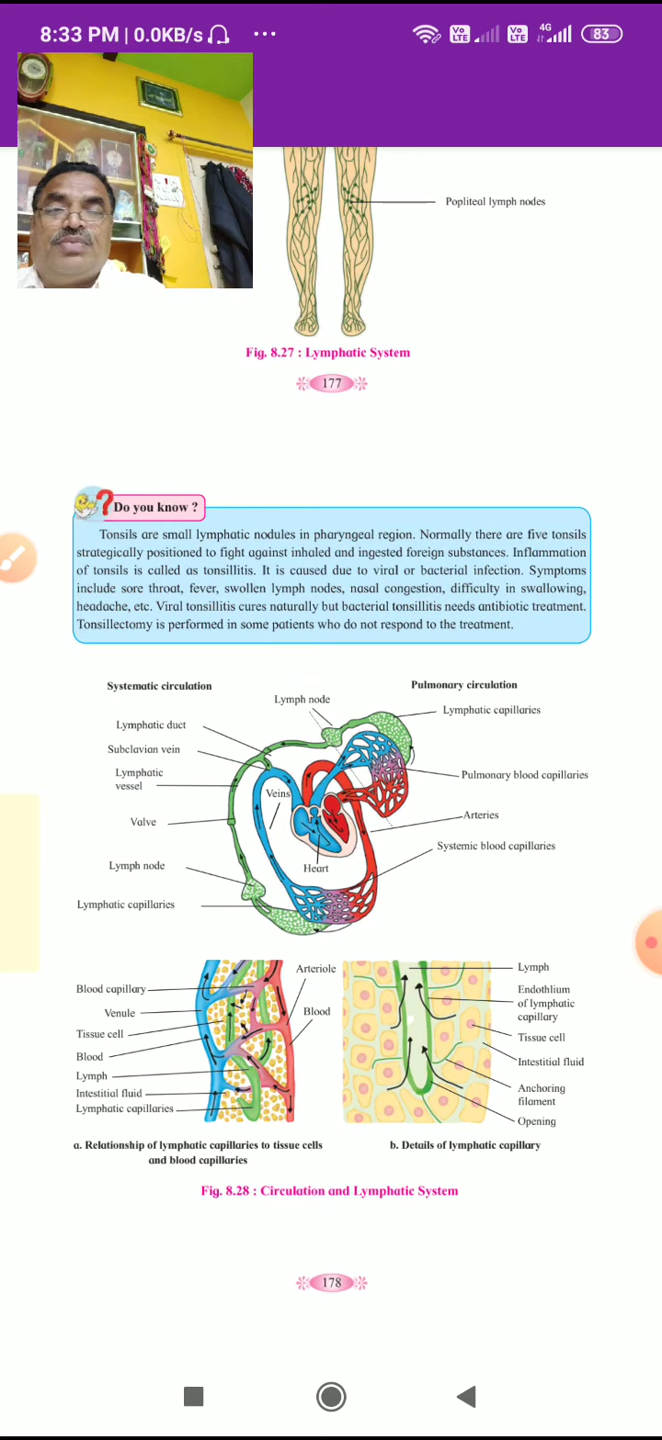 8:33 PM | 0.0KB/s
Vo LTE
Vo LTE
4G
83
Popliteal lymph nodes
Fig. 8.27 : Lymphatic System
177
Do you know ?
Tonsils are small lymphatic nodules in pharyngeal region. Normally there are five tonsils
strategically positioned to fight against inhaled and ingested foreign substances. Inflammation
of tonsils is called as tonsillitis. It is caused due to viral or bacterial infection. Symptoms
include sore throat, fever, swollen lymph nodes, nasal congestion, difficulty in swallowing,
headache, etc. Viral tonsillitis cures naturally but bacterial tonsillitis needs antibiotic treatment.
Tonsillectomy is performed in some patients who do not respond to the treatment.
Systematic circulation
Pulmonary circulation
Lymph node
Lymphatic capillaries
Lymphatic duct
Subclavian vein
Lymphatic
vessel
Pulmonary blood capillaries
Veins
Valve
Arteries
Systemic blood capillaries
Lymph node
Heart
Lymphatic capillaries
Blood capillary
Venule
Tissue cell
Blood
Lymph
Intestitial fluid
Lymphatic capillaries
Arteriole
Blood
Lymph
Endothlium
of lymphatic
capillary
Tissue cell
Intestitial fluid
Anchoring
filament
Opening
a. Relationship of lymphatic capillaries to tissue cells
and blood capillaries
b. Details of lymphatic capillary
Fig. 8.28 : Circulation and Lymphatic System
178